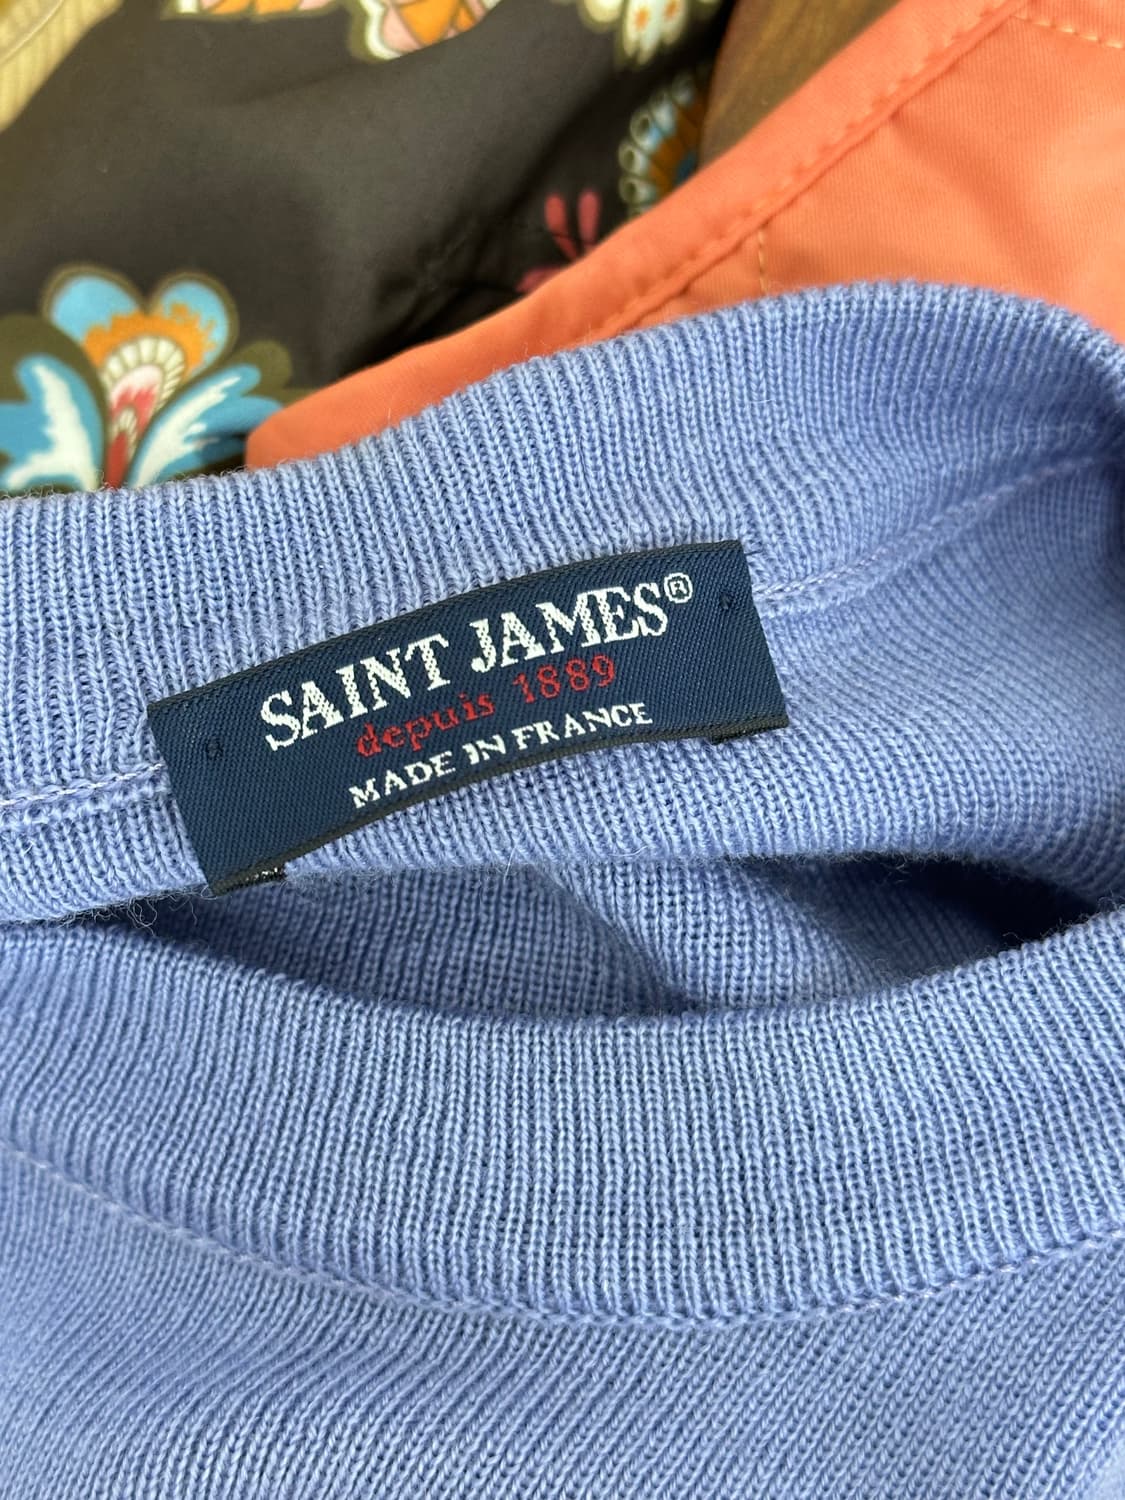 SAINT JAMES®
depuis 1889
MADE IN FRANCE